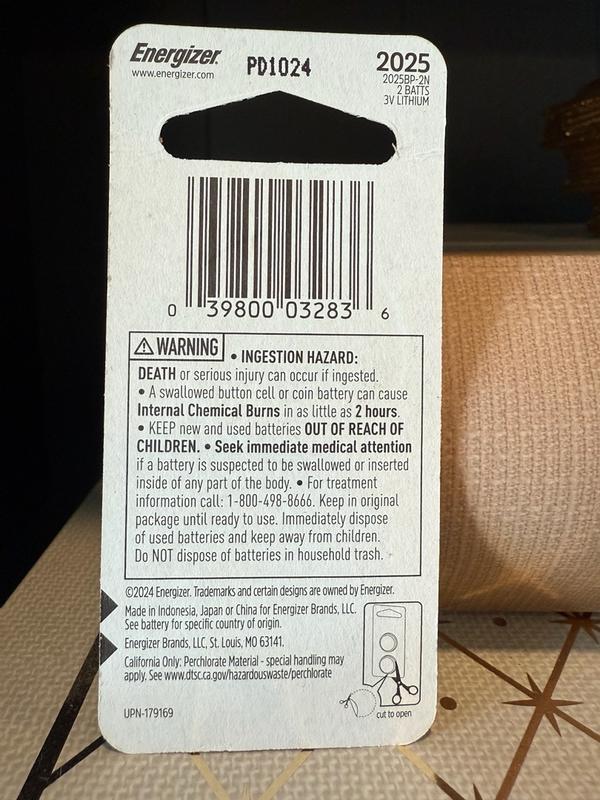 Energizer.
www.energizer.com
PD1024
2025
2025BP-2N
2 BATTS
3V LITHIUM
0 39800 03283 6
WARNING • INGESTION HAZARD:
DEATH or serious injury can occur if ingested.
• A swallowed button cell or coin battery can cause
Internal Chemical Burns in as little as 2 hours.
• KEEP new and used batteries OUT OF REACH OF
CHILDREN. • Seek immediate medical attention
if a battery is suspected to be swallowed or inserted
inside of any part of the body. • For treatment
information call: 1-800-498-8666. Keep in original
package until ready to use. Immediately dispose
of used batteries and keep away from children.
Do NOT dispose of batteries in household trash.
©2024 Energizer. Trademarks and certain designs are owned by Energizer.
Made in Indonesia, Japan or China for Energizer Brands, LLC.
See battery for specific country of origin.
Energizer Brands, LLC, St. Louis, MO 63141.
California Only: Perchlorate Material - special handling may
apply. See www.dtsc.ca.gov/hazardouswaste/perchlorate
UPN-179169
cut to open